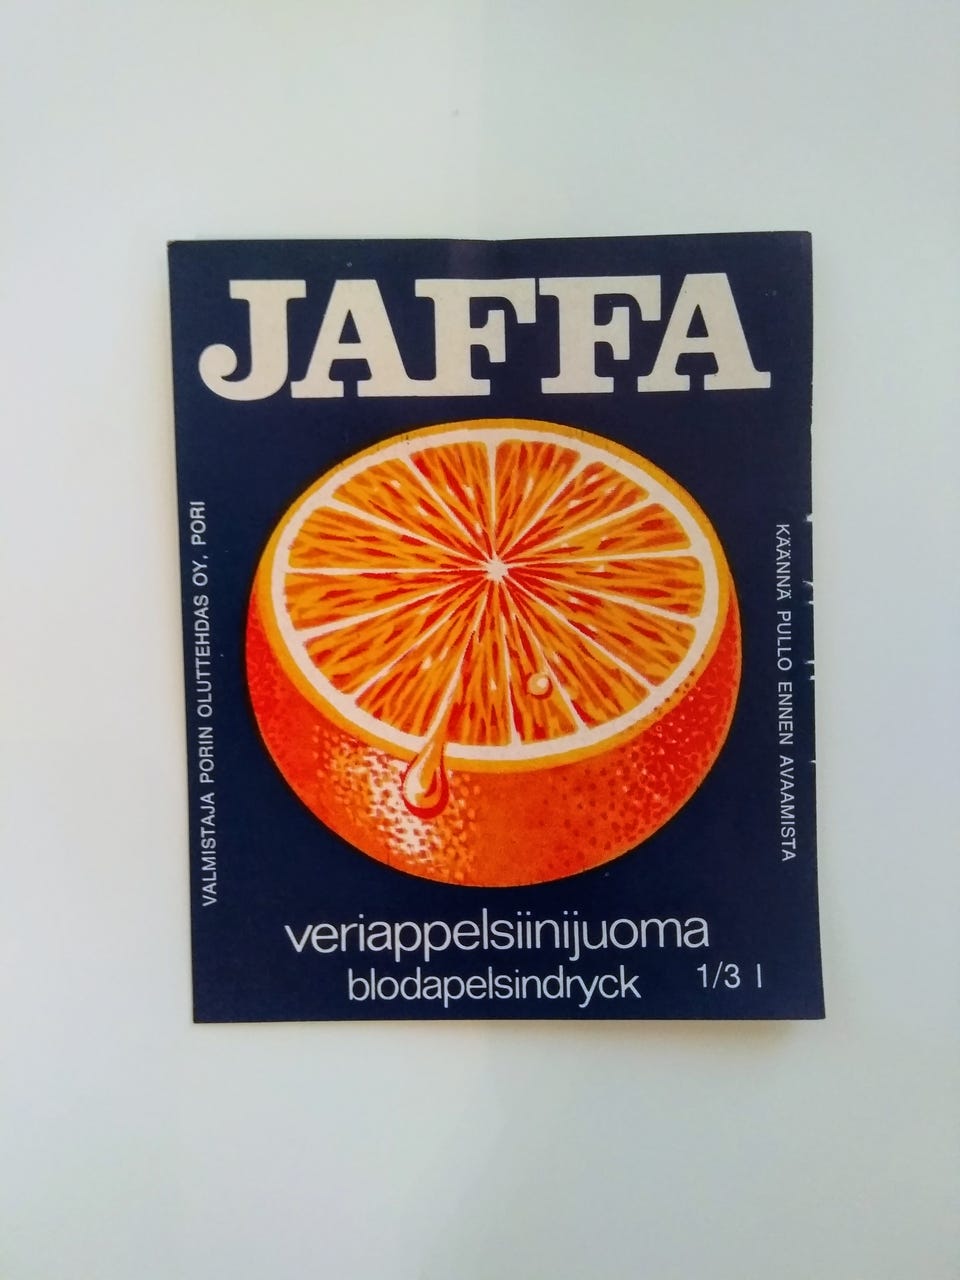 JAFFA
VALMISTAJA PORIN OLUTTEHDAS OY, PORI
KÄÄNNÄ PULLO ENNEN AVAAMISTA
veriappelsiinijuoma
blodapelsindryck
1/3 l